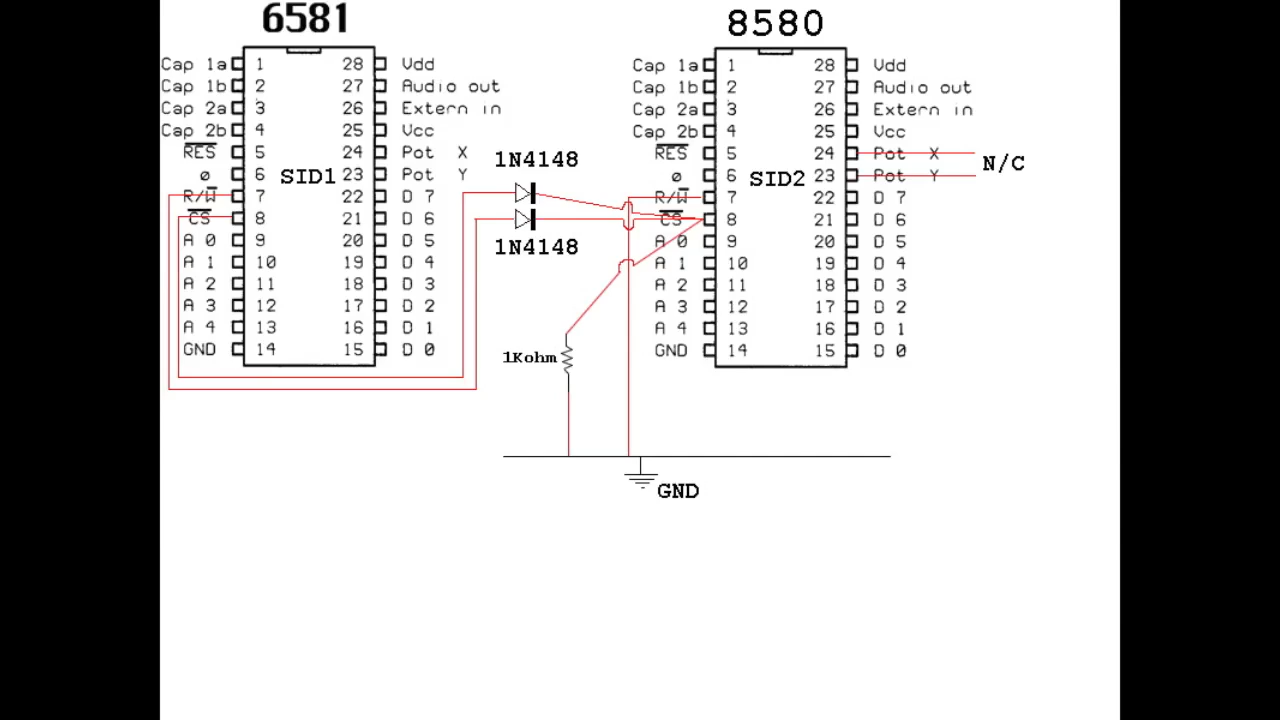 6581
8580
Cap 1a 1 28 Vdd
Cap 1b 2 27 Audio out
Cap 2a 3 26 Extern in
Cap 2b 4 25 Vcc
RES 5 24 Pot X
ø 6 SID1 23 Pot Y
R/W 7 22 D 7
CS 8 21 D 6
A 0 9 20 D 5
A 1 10 19 D 4
A 2 11 18 D 3
A 3 12 17 D 2
A 4 13 16 D 1
GND 14 15 D 0
1N4148
1N4148
1Kohm
Cap 1a 1 28 Vdd
Cap 1b 2 27 Audio out
Cap 2a 3 26 Extern in
Cap 2b 4 25 Vcc
RES 5 24 Pot X
ø 6 SID2 23 Pot Y
R/W 7 22 D 7
CS 8 21 D 6
A 0 9 20 D 5
A 1 10 19 D 4
A 2 11 18 D 3
A 3 12 17 D 2
A 4 13 16 D 1
GND 14 15 D 0
N/C
GND